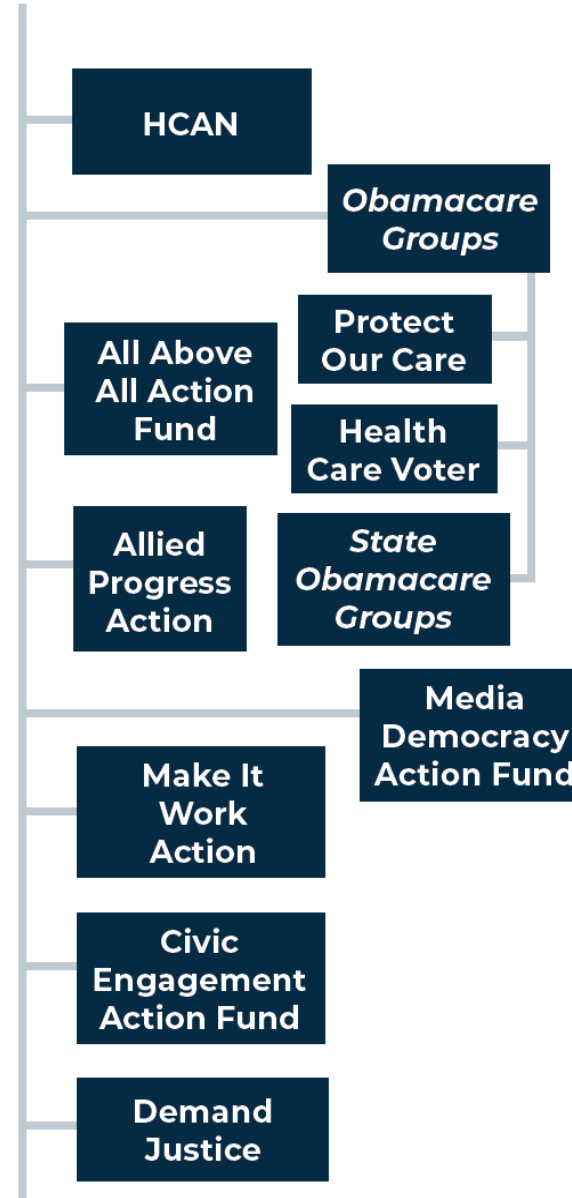 HCAN
Obamacare
Groups
Protect
Our Care
All Above
All Action
Fund
Health
Care Voter
Allied
Progress
Action
State
Obamacare
Groups
Media
Democracy
Action Fund
Make It
Work
Action
Civic
Engagement
Action Fund
Demand
Justice